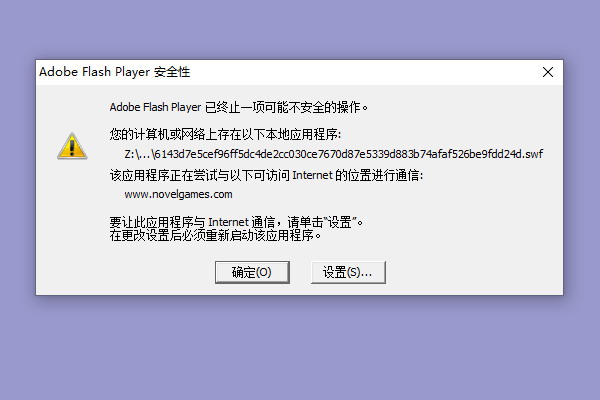 Adobe Flash Player 安全性
Adobe Flash Player 已终止一项可能不安全的操作。
您的计算机或网络上存在以下本地应用程序:
Z:\...\6143d7e5cef96ff5dc4de2cc030ce7670d87e5339d883b74afaf526be9fdd24d.swf
该应用程序正在尝试与以下可访问 Internet 的位置进行通信:
www.novelgames.com
要让此应用程序与 Internet 通信，请单击“设置”。
在更改设置后必须重新启动该应用程序。
确定(O) 设置(S)...